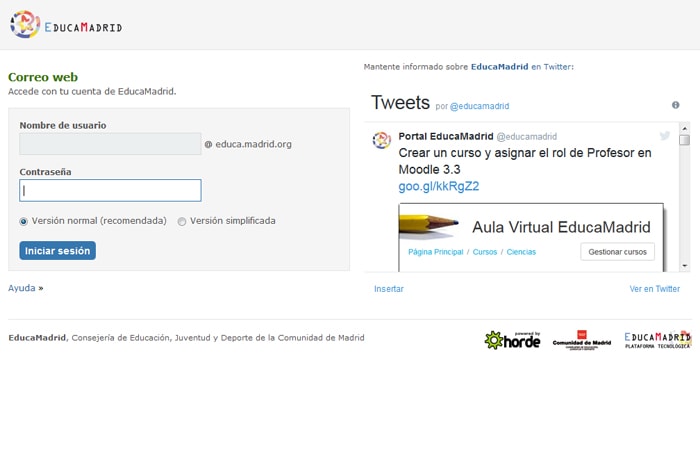 EDUCAMADRID
Correo web
Accede con tu cuenta de EducaMadrid.
Nombre de usuario
@ educa.madrid.org
Contraseña
Versión normal (recomendada) Versión simplificada
Iniciar sesión
Ayuda »
Mantente informado sobre EducaMadrid en Twitter:
Tweets por @educamadrid
Portal EducaMadrid @educamadrid
Crear un curso y asignar el rol de Profesor en
Moodle 3.3
goo.gl/kkRgZ2
Aula Virtual EducaMadrid
Página Principal / Cursos / Ciencias
Gestionar cursos
Insertar
Ver en Twitter
EducaMadrid, Consejería de Educación, Juventud y Deporte de la Comunidad de Madrid
powered by
horde
Comunidad de Madrid
EDUCAMADRID
PLATAFORMA TECNOLÓGICA